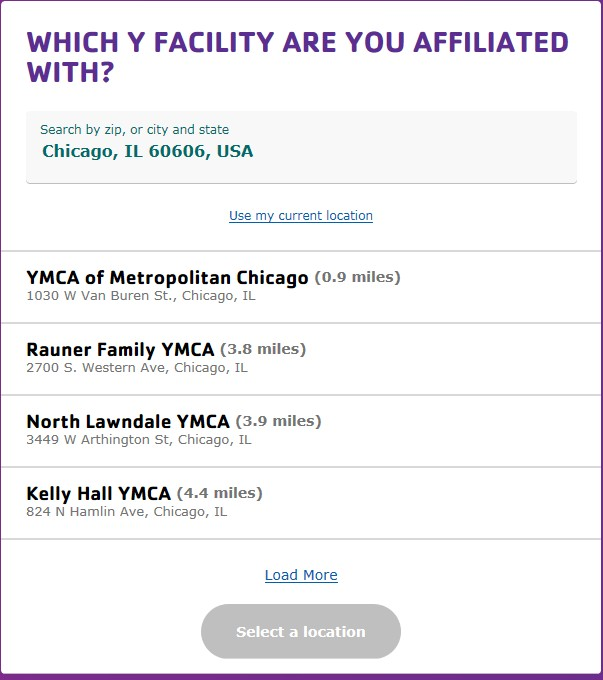 WHICH Y FACILITY ARE YOU AFFILIATED
WITH?
Search by zip, or city and state
Chicago, IL 60606, USA
Use my current location
YMCA of Metropolitan Chicago (0.9 miles)
1030 W Van Buren St., Chicago, IL
Rauner Family YMCA (3.8 miles)
2700 S. Western Ave, Chicago, IL
North Lawndale YMCA (3.9 miles)
3449 W Arthington St, Chicago, IL
Kelly Hall YMCA (4.4 miles)
824 N Hamlin Ave, Chicago, IL
Load More
Select a location